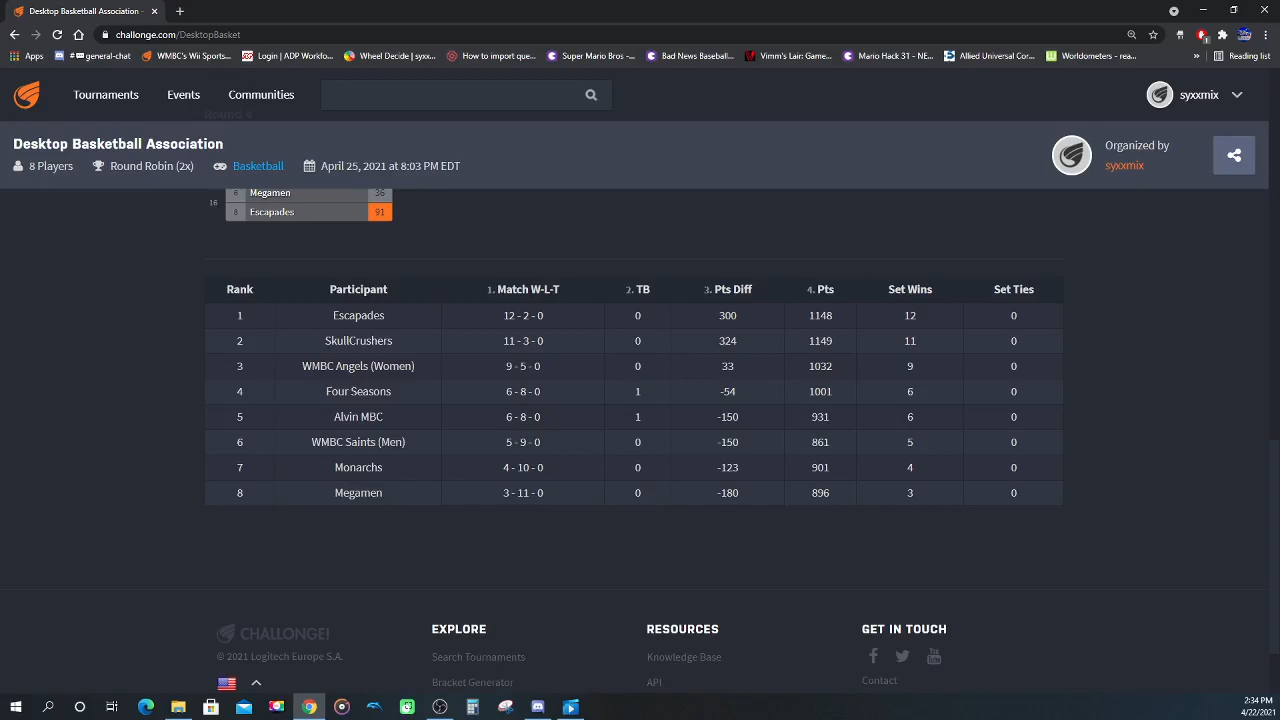 Desktop Basketball Association -
challonge.com/DesktopBasket
Apps
# general-chat
WMBC's Wii Sports...
Login | ADP Workfo...
Wheel Decide | syxx...
How to import que...
Super Mario Bros -...
Bad News Baseball...
Vimm's Lair: Game...
Mario Hack 31 - NE...
Allied Universal Cor...
Worldometers - rea...
»
Reading list
Tournaments
Events
Communities
syxxmix
Round 4
Desktop Basketball Association
8 Players
Round Robin (2x)
Basketball
April 25, 2021 at 8:03 PM EDT
Organized by
syxxmix
16
6 Megamen
8 Escapades 91
Rank Participant 1. Match W-L-T 2. TB 3. Pts Diff 4. Pts Set Wins Set Ties
1 Escapades 12 - 2 - 0 0 300 1148 12 0
2 SkullCrushers 11 - 3 - 0 0 324 1149 11 0
3 WMBC Angels (Women) 9 - 5 - 0 0 33 1032 9 0
4 Four Seasons 6 - 8 - 0 1 -54 1001 6 0
5 Alvin MBC 6 - 8 - 0 1 -150 931 6 0
6 WMBC Saints (Men) 5 - 9 - 0 0 -150 861 5 0
7 Monarchs 4 - 10 - 0 0 -123 901 4 0
8 Megamen 3 - 11 - 0 0 -180 896 3 0
CHALLONGE!
© 2021 Logitech Europe S.A.
EXPLORE
Search Tournaments
Bracket Generator
RESOURCES
Knowledge Base
API
GET IN TOUCH
Contact
2:34 PM
4/22/2021